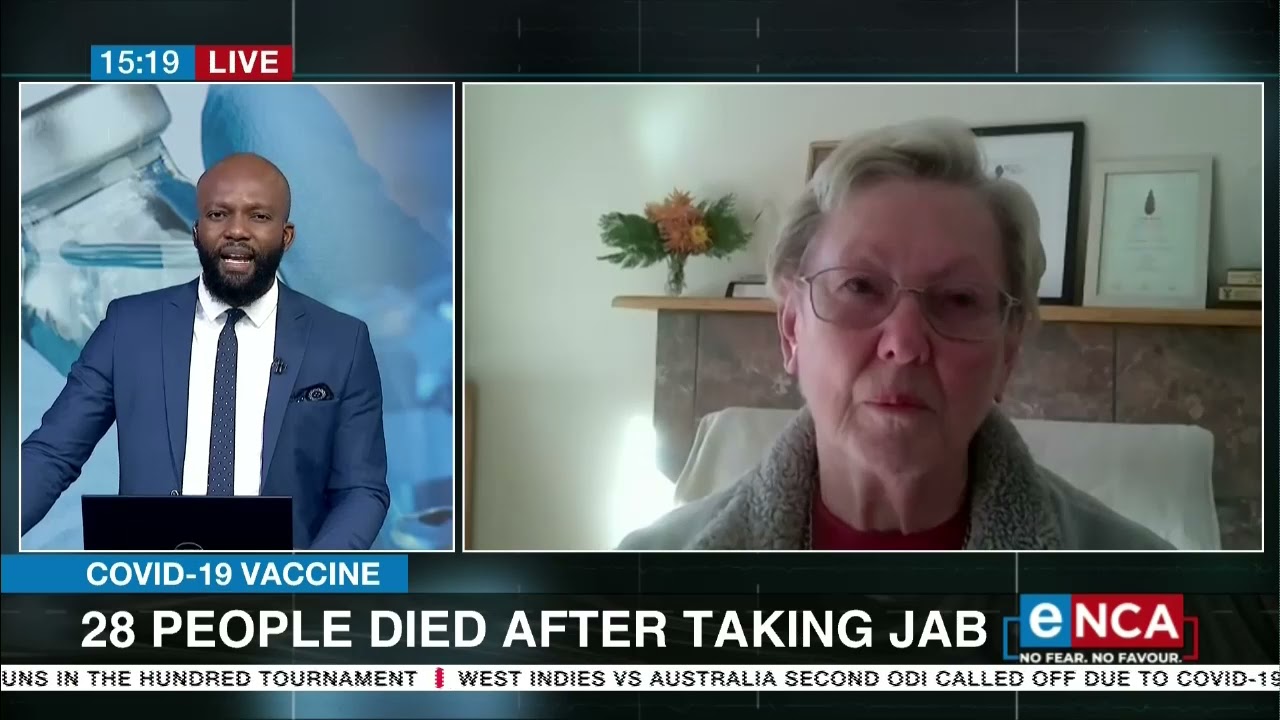 15:19 LIVE
COVID-19 VACCINE
28 PEOPLE DIED AFTER TAKING JAB
eNCA
NO FEAR. NO FAVOUR.
UNS IN THE HUNDRED TOURNAMENT WEST INDIES VS AUSTRALIA SECOND ODI CALLED OFF DUE TO COVID-19